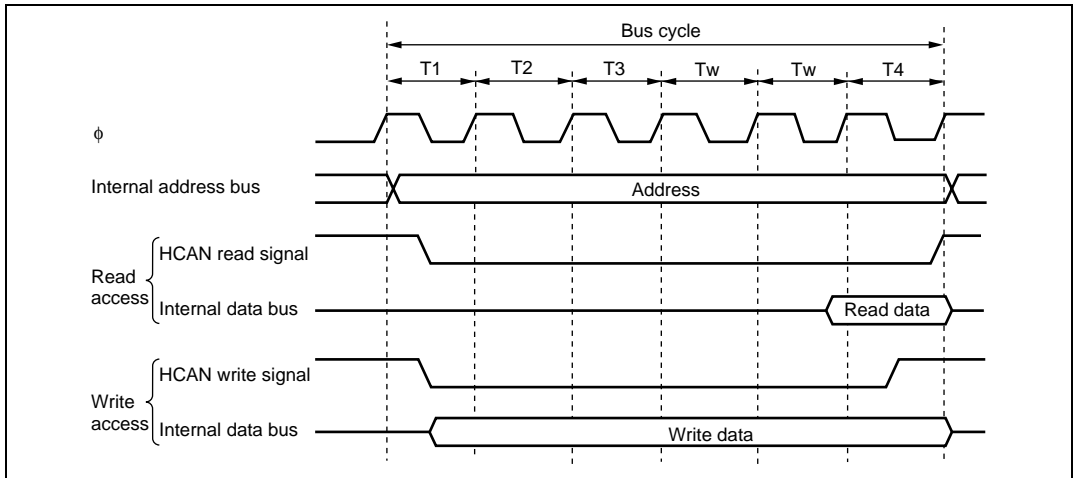 Bus cycle
T1 T2 T3 Tw Tw T4
φ
Internal address bus Address
Read access
HCAN read signal
Internal data bus Read data
Write access
HCAN write signal
Internal data bus Write data